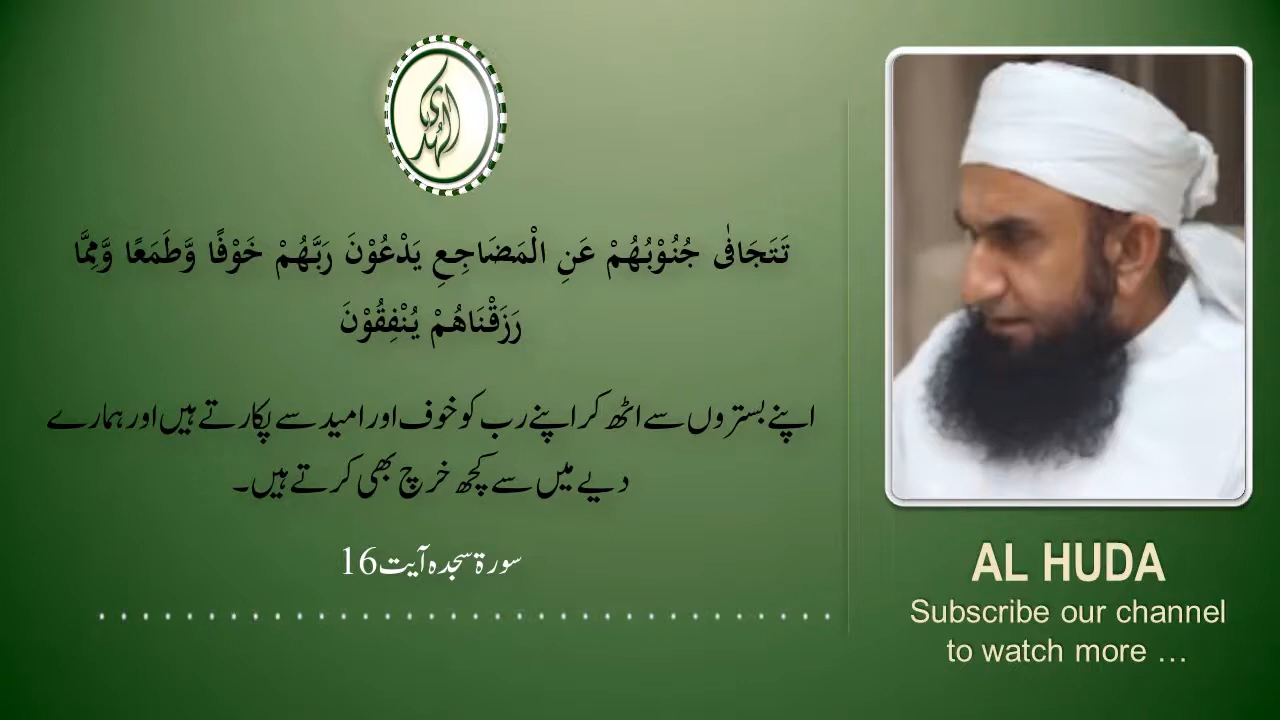 الہدیٰ
تَتَجَافٰى جُنُوْبُهُمْ عَنِ الْمَضَاجِعِ يَدْعُوْنَ رَبَّهُمْ خَوْفًا وَّطَمَعًا وَّمِمَّا
رَزَقْنَاهُمْ يُنْفِقُوْنَ
اپنے بستروں سے اٹھ کر اپنے رب کو خوف اور امید سے پکارتے ہیں اور ہمارے
دیے میں سے کچھ خرچ بھی کرتے ہیں۔
سورۃ سجدہ آیت 16
AL HUDA
Subscribe our channel
to watch more …